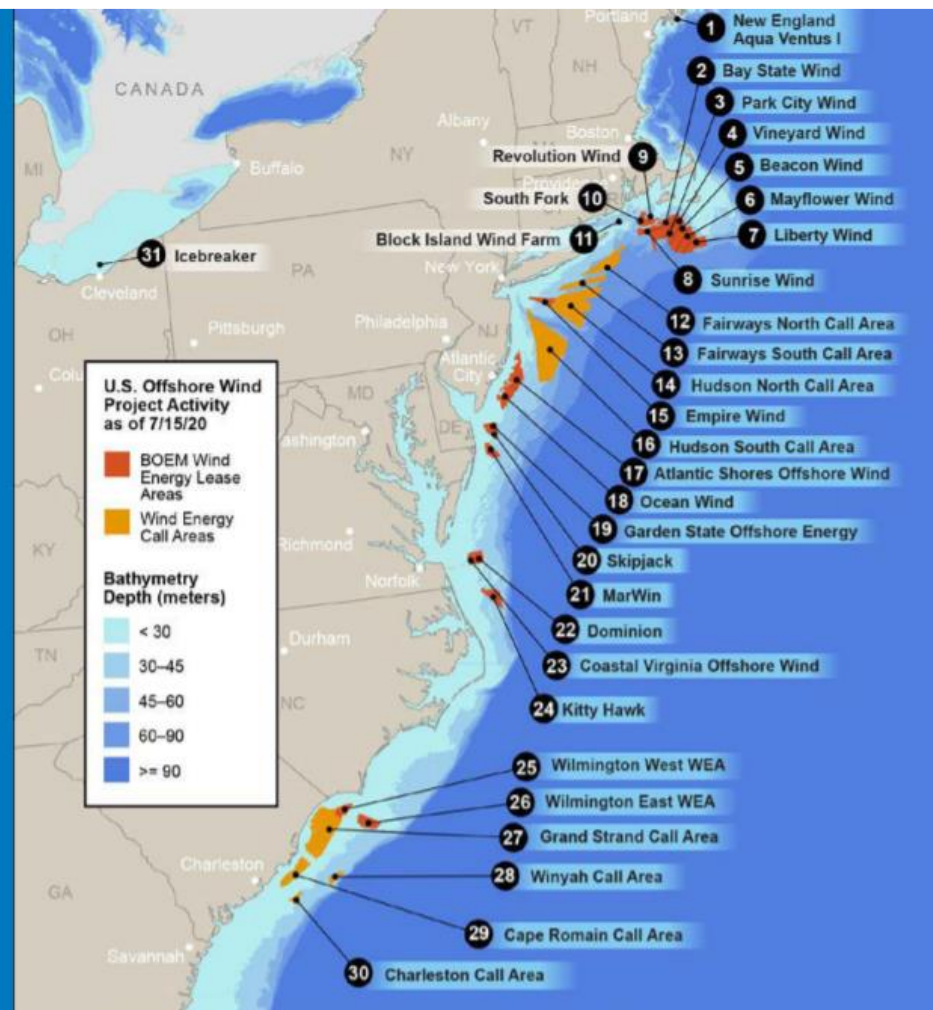 Portland
1
New England
Aqua Ventus I
VT
NH
CANADA
2
Bay State Wind
3
Park City Wind
Albany
Boston
4
Vineyard Wind
MI
NY
Buffalo
Revolution Wind
9
5
Beacon Wind
South Fork
10
Providence
6
Mayflower Wind
Block Island Wind Farm
11
7
Liberty Wind
31
Icebreaker
PA
New York
8
Sunrise Wind
Cleveland
12
Fairways North Call Area
OH
Pittsburgh
Philadelphia
NJ
13
Fairways South Call Area
Atlantic
City
14
Hudson North Call Area
Colu
MD
15
Empire Wind
DE
16
Hudson South Call Area
ashington
17
Atlantic Shores Offshore Wind
18
Ocean Wind
19
Garden State Offshore Energy
KY
Richmond
20
Skipjack
Norfolk
21
MarWin
22
Dominion
TN
Durham
23
Coastal Virginia Offshore Wind
NC
24
Kitty Hawk
U.S. Offshore Wind
Project Activity
as of 7/15/20
BOEM Wind
Energy Lease
Areas
Wind Energy
Call Areas
Bathymetry
Depth (meters)
< 30
30–45
45–60
60–90
>= 90
25
Wilmington West WEA
26
Wilmington East WEA
27
Grand Strand Call Area
Charleston
28
Winyah Call Area
GA
29
Cape Romain Call Area
Savannah
30
Charleston Call Area